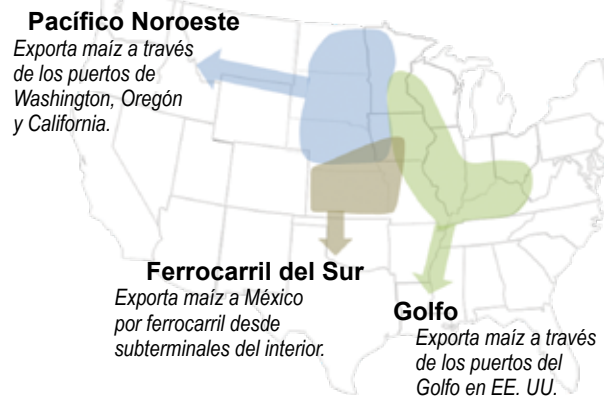 Pacífico Noroeste
Exporta maíz a través
de los puertos de
Washington, Oregón
y California.
Ferrocarril del Sur
Exporta maíz a México
por ferrocarril desde
subterminales del interior.
Golfo
Exporta maíz a través
de los puertos del
Golfo en EE. UU.